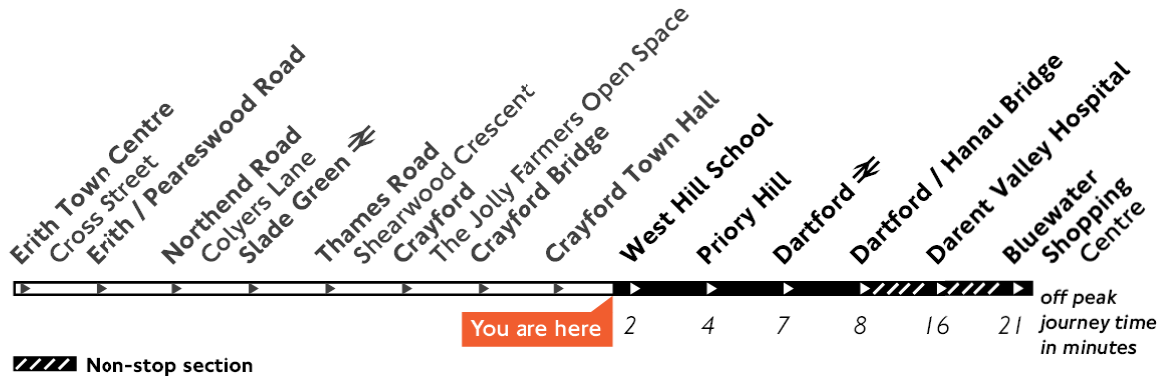 Erith Town Centre
Cross Street
Erith / Peareswood Road
Northend Road
Colyers Lane
Slade Green
Thames Road
Shearwood Crescent
Crayford
The Jolly Farmers Open Space
Crayford Bridge
Crayford Town Hall
West Hill School
Priory Hill
Dartford
Dartford / Hanau Bridge
Darent Valley Hospital
Bluewater
Shopping
Centre
You are here
2 4 7 8 16 21
off peak
journey time
in minutes
Non-stop section